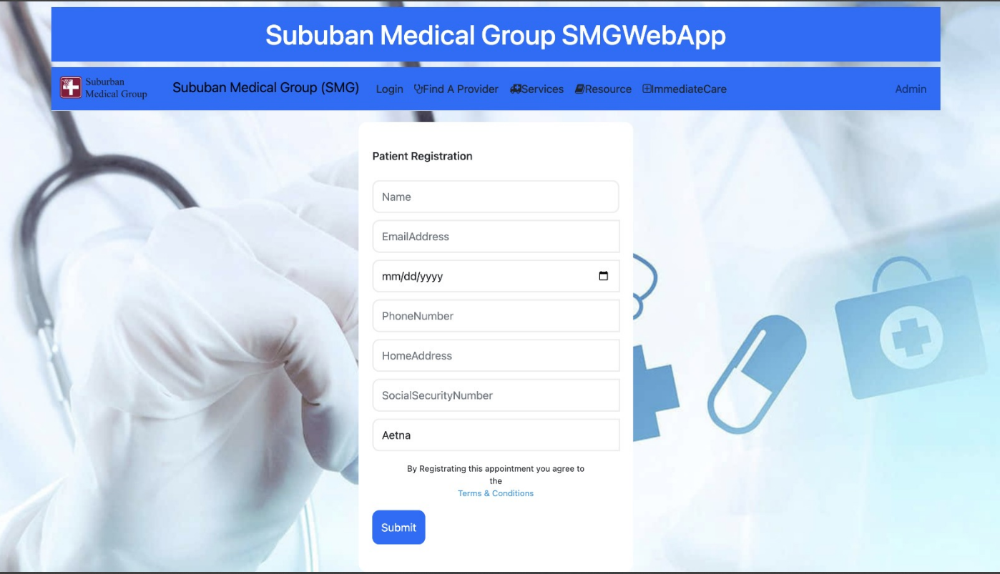 Sububan Medical Group SMGWebApp
Suburban
Medical Group
Sububan Medical Group (SMG) Login Find A Provider Services Resource ImmediateCare Admin
Patient Registration
Name
EmailAddress
mm/dd/yyyy
PhoneNumber
HomeAddress
SocialSecurityNumber
Aetna
By Registrating this appointment you agree to
the
Terms & Conditions
Submit